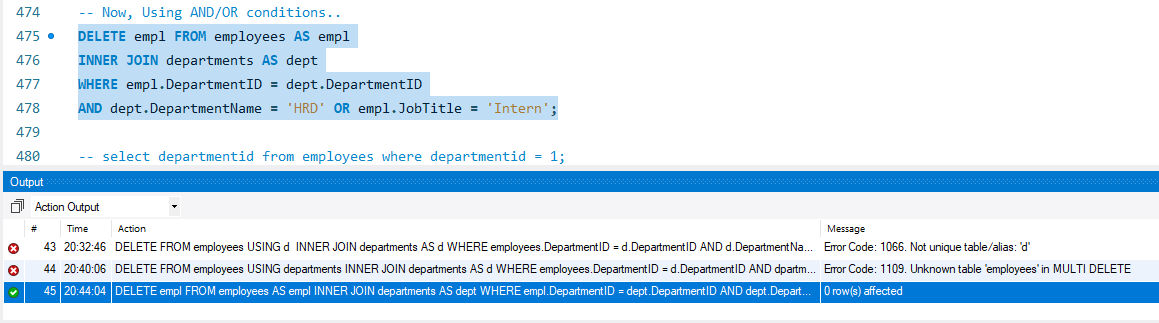 474 -- Now, Using AND/OR conditions..
475 DELETE empl FROM employees AS empl
476 INNER JOIN departments AS dept
477 WHERE empl.DepartmentID = dept.DepartmentID
478 AND dept.DepartmentName = 'HRD' OR empl.JobTitle = 'Intern';
479
480 -- select departmentid from employees where departmentid = 1;
Output
Action Output
# Time Action Message
43 20:32:46 DELETE FROM employees USING d INNER JOIN departments AS d WHERE employees.DepartmentID = d.DepartmentID AND d.DepartmentNa... Error Code: 1066. Not unique table/alias: 'd'
44 20:40:06 DELETE FROM employees USING departments INNER JOIN departments AS d WHERE employees.DepartmentID = d.DepartmentID AND dpartm... Error Code: 1109. Unknown table 'employees' in MULTI DELETE
45 20:44:04 DELETE empl FROM employees AS empl INNER JOIN departments AS dept WHERE empl.DepartmentID = dept.DepartmentID AND dept.Depart... 0 row(s) affected